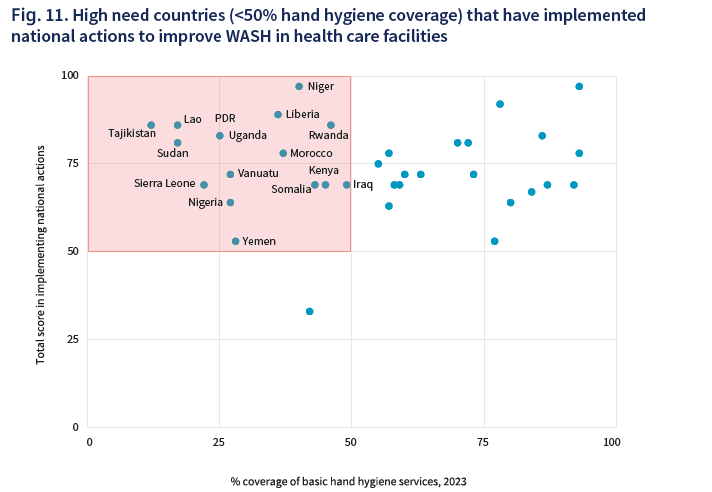 Fig. 11. High need countries (<50% hand hygiene coverage) that have implemented
national actions to improve WASH in health care facilities
100
Niger
Liberia
Lao PDR
Tajikistan
Uganda
Rwanda
Sudan
Morocco
75
Kenya
Vanuatu
Sierra Leone
Somalia
Iraq
Nigeria
Yemen
50
25
0
Total score in implementing national actions
0 25 50 75 100
% coverage of basic hand hygiene services, 2023